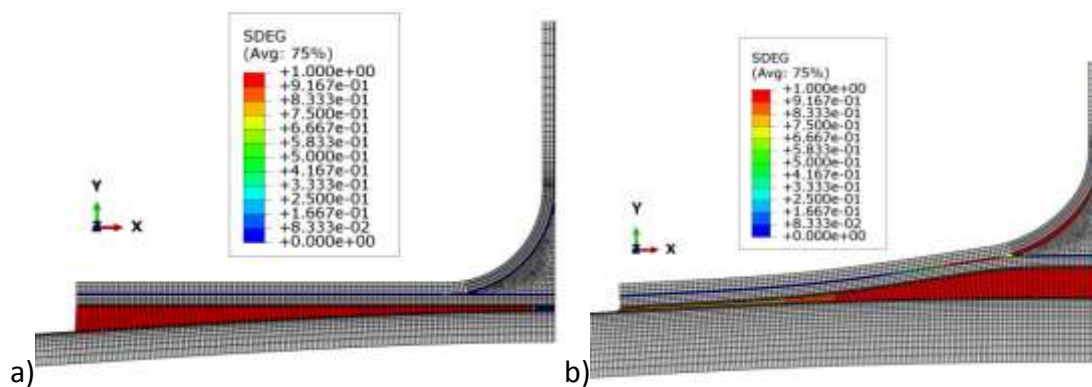 SDEG
(Avg: 75%)
+1.000e+00
+9.167e-01
+8.333e-01
+7.500e-01
+6.667e-01
+5.833e-01
+5.000e-01
+4.167e-01
+3.333e-01
+2.500e-01
+1.667e-01
+8.333e-02
+0.000e+00
Y
X
a)
SDEG
(Avg: 75%)
+1.000e+00
+9.167e-01
+8.333e-01
+7.500e-01
+6.667e-01
+5.833e-01
+5.000e-01
+4.167e-01
+3.333e-01
+2.500e-01
+1.667e-01
+8.333e-02
+0.000e+00
Y
X
b)